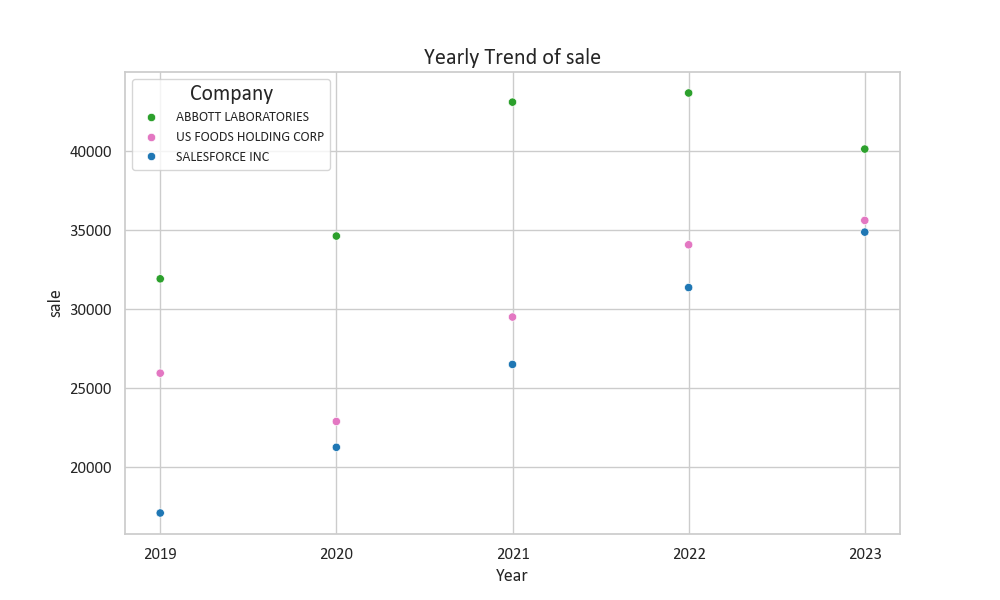 Yearly Trend of sale
Company
ABBOTT LABORATORIES
US FOODS HOLDING CORP
SALESFORCE INC
40000
35000
30000
25000
20000
sale
2019 2020 2021 2022 2023
Year